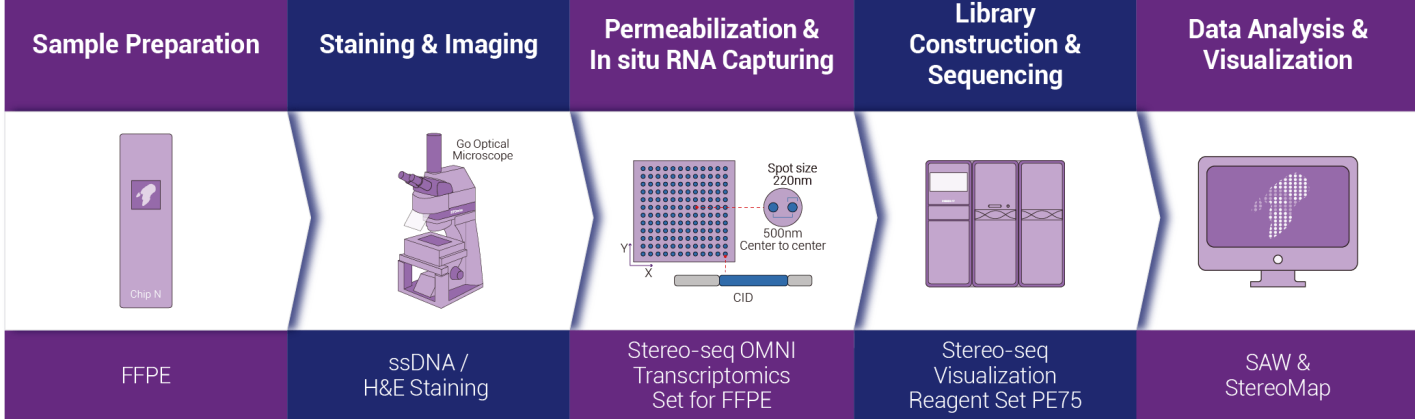 Sample Preparation
Staining & Imaging
Permeabilization &
In situ RNA Capturing
Library
Construction &
Sequencing
Data Analysis &
Visualization
Chip N
Go Optical
Microscope
Spot size
220nm
500nm
Center to center
Y
X
CID
FFPE
ssDNA /
H&E Staining
Stereo-seq OMNI
Transcriptomics
Set for FFPE
Stereo-seq
Visualization
Reagent Set PE75
SAW &
StereoMap